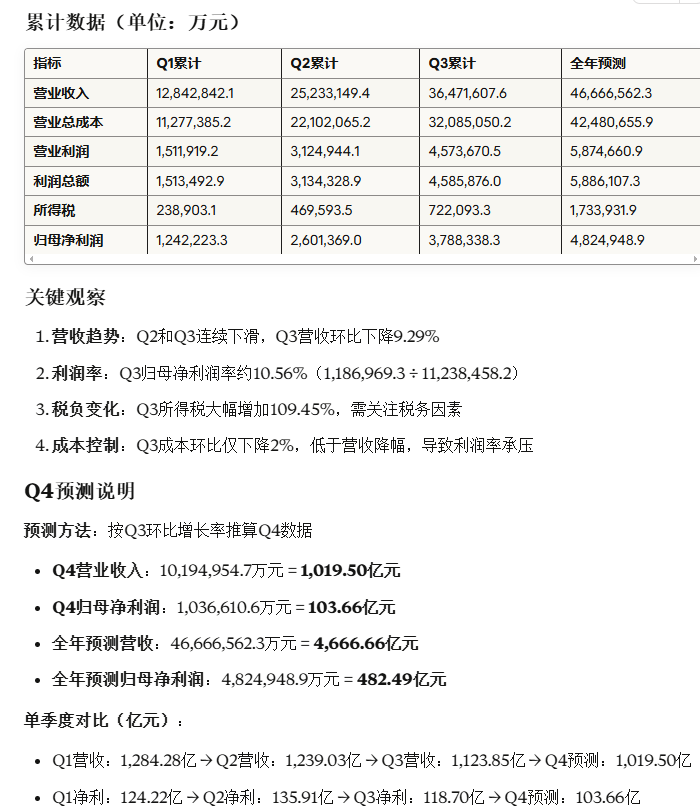 累计数据（单位：万元）
指标 Q1累计 Q2累计 Q3累计 全年预测
营业收入 12,842,842.1 25,233,149.4 36,471,607.6 46,666,562.3
营业总成本 11,277,385.2 22,102,065.2 32,085,050.2 42,480,655.9
营业利润 1,511,919.2 3,124,944.1 4,573,670.5 5,874,660.9
利润总额 1,513,492.9 3,134,328.9 4,585,876.0 5,886,107.3
所得税 238,903.1 469,593.5 722,093.3 1,733,931.9
归母净利润 1,242,223.3 2,601,369.0 3,788,338.3 4,824,948.9
关键观察
1. 营收趋势：Q2和Q3连续下滑，Q3营收环比下降9.29%
2. 利润率：Q3归母净利润率约10.56%（1,186,969.3 ÷ 11,238,458.2）
3. 税负变化：Q3所得税大幅增加109.45%，需关注税务因素
4. 成本控制：Q3成本环比仅下降2%，低于营收降幅，导致利润率承压
Q4预测说明
预测方法：按Q3环比增长率推算Q4数据
• Q4营业收入：10,194,954.7万元 = 1,019.50亿元
• Q4归母净利润：1,036,610.6万元 = 103.66亿元
• 全年预测营收：46,666,562.3万元 = 4,666.66亿元
• 全年预测归母净利润：4,824,948.9万元 = 482.49亿元
单季度对比（亿元）：
• Q1营收：1,284.28亿 → Q2营收：1,239.03亿 → Q3营收：1,123.85亿 → Q4预测：1,019.50亿
• Q1净利：124.22亿 → Q2净利：135.91亿 → Q3净利：118.70亿 → Q4预测：103.66亿